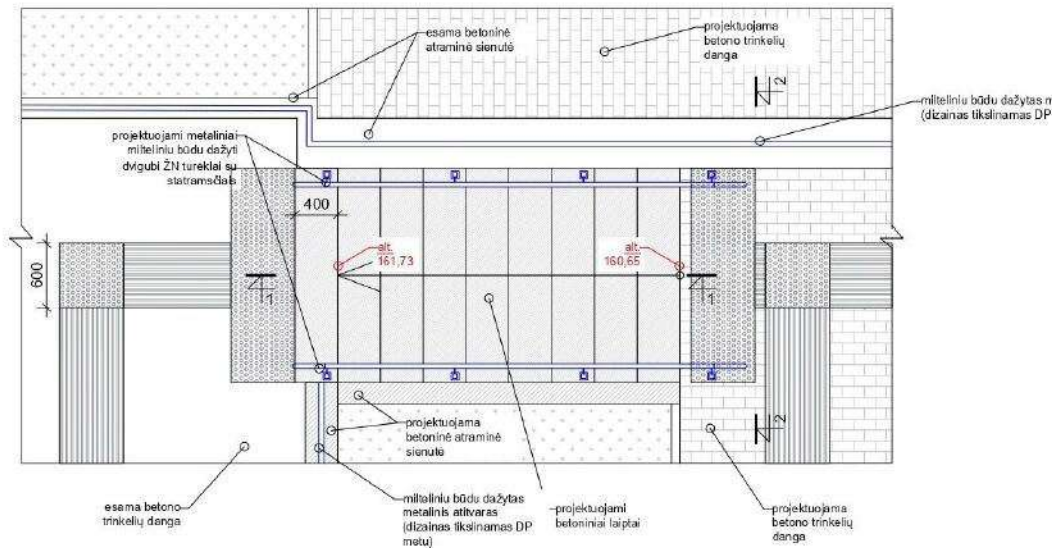 esama betoninė
atraminė sienutė
projektuojama
betono trinkelių
danga
2
milteliniu būdu dažytas m
(dizainas tikslinamas DP
projektuojami metaliniai
milteliniu būdu dažyti
dvigubi ŽN turėklai su
statramsčiais
400
alt.
161,73
alt.
160,65
600
1
1
2
projektuojama
betoninė atraminė
sienutė
esama betono
trinkelių danga
milteliniu būdu dažytas
metalinis atitvaras
(dizainas tikslinamas DP
metu)
projektuojami
betoniniai laiptai
projektuojama
betono trinkelių
danga